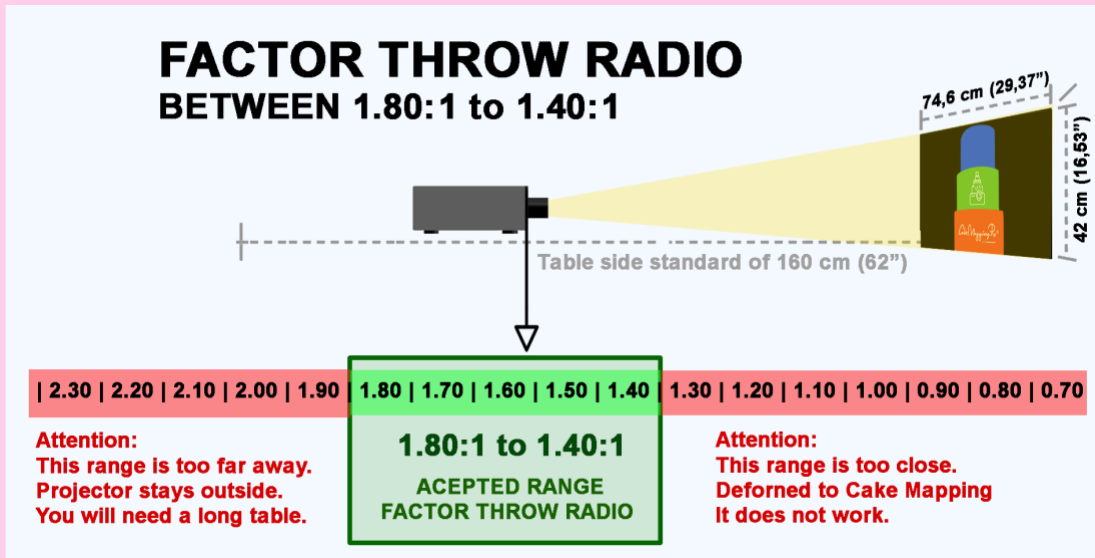 FACTOR THROW RADIO
BETWEEN 1.80:1 to 1.40:1
74,6 cm (29,37”)
42 cm (16,53”)
Table side standard of 160 cm (62”)
| 2.30 | 2.20 | 2.10 | 2.00 | 1.90 | 1.80 | 1.70 | 1.60 | 1.50 | 1.40 | 1.30 | 1.20 | 1.10 | 1.00 | 0.90 | 0.80 | 0.70
Attention:
This range is too far away.
Projector stays outside.
You will need a long table.
1.80:1 to 1.40:1
ACEPTED RANGE
FACTOR THROW RADIO
Attention:
This range is too close.
Deforned to Cake Mapping
It does not work.